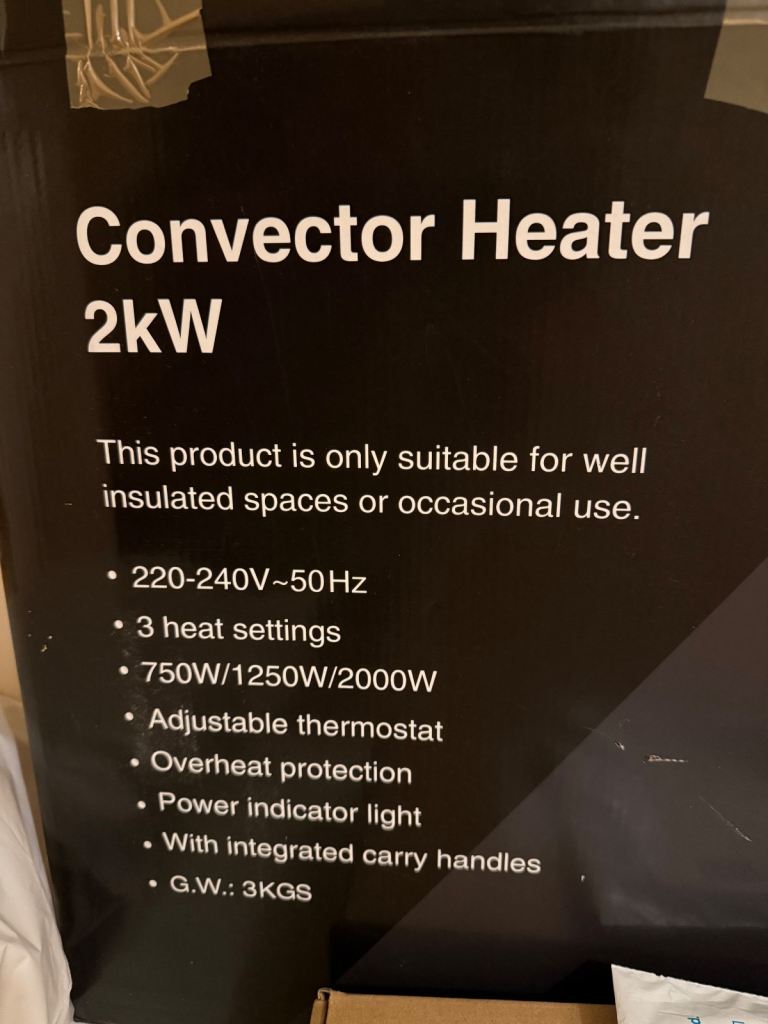 Convector Heater
2kW
This product is only suitable for well
insulated spaces or occasional use.
• 220-240V~50Hz
• 3 heat settings
• 750W/1250W/2000W
• Adjustable thermostat
• Overheat protection
• Power indicator light
• With integrated carry handles
• G.W.: 3KGS